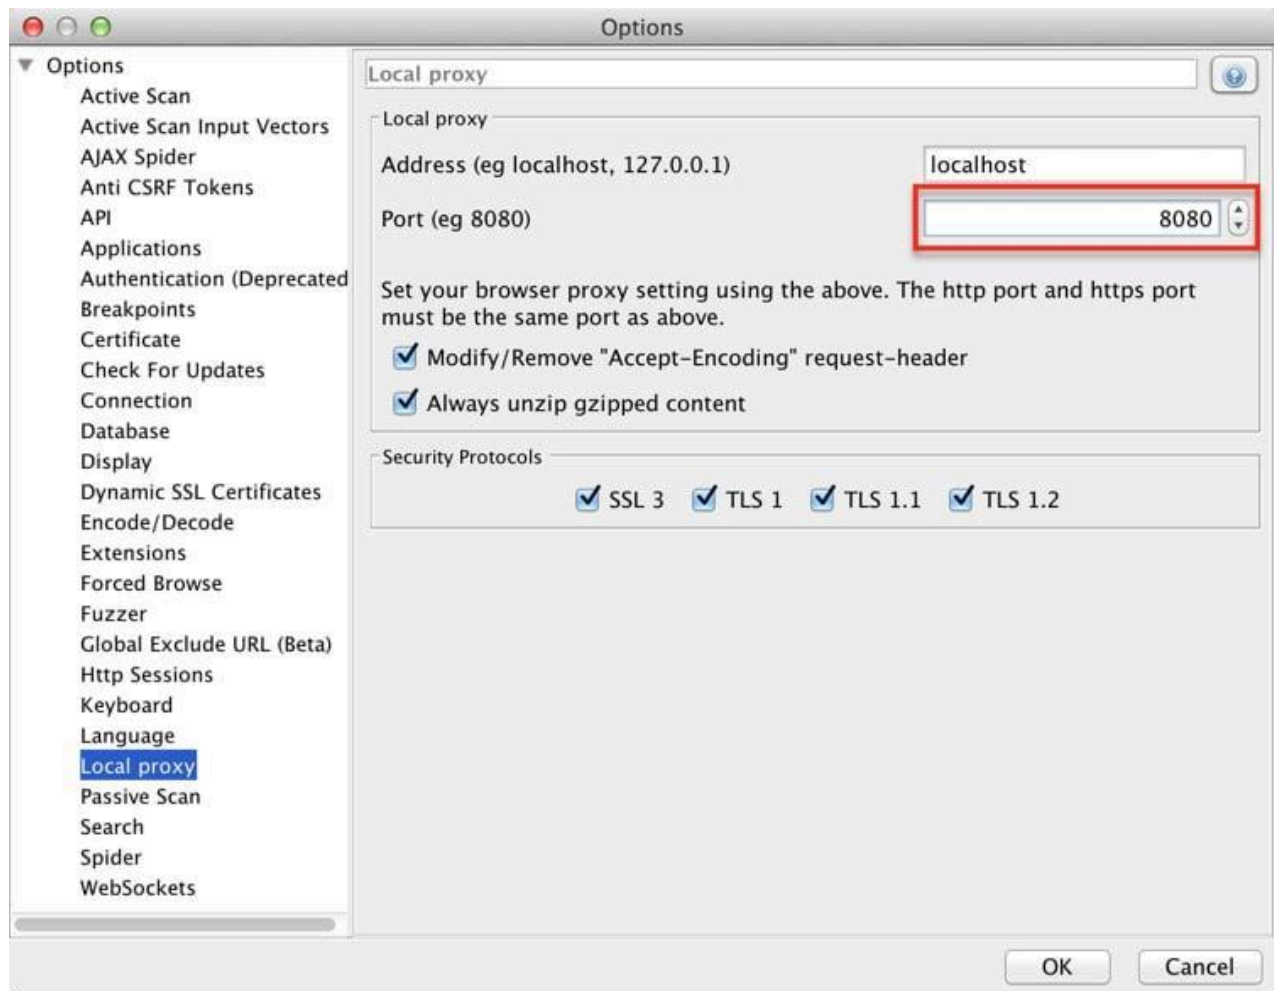 Options
Options
Active Scan
Active Scan Input Vectors
AJAX Spider
Anti CSRF Tokens
API
Applications
Authentication (Deprecated
Breakpoints
Certificate
Check For Updates
Connection
Database
Display
Dynamic SSL Certificates
Encode/Decode
Extensions
Forced Browse
Fuzzer
Global Exclude URL (Beta)
Http Sessions
Keyboard
Language
Local proxy
Passive Scan
Search
Spider
WebSockets
Local proxy
?
Local proxy
Address (eg localhost, 127.0.0.1) localhost
Port (eg 8080) 8080
Set your browser proxy setting using the above. The http port and https port
must be the same port as above.
Modify/Remove "Accept-Encoding" request-header
Always unzip gzipped content
Security Protocols
SSL 3 TLS 1 TLS 1.1 TLS 1.2
OK Cancel